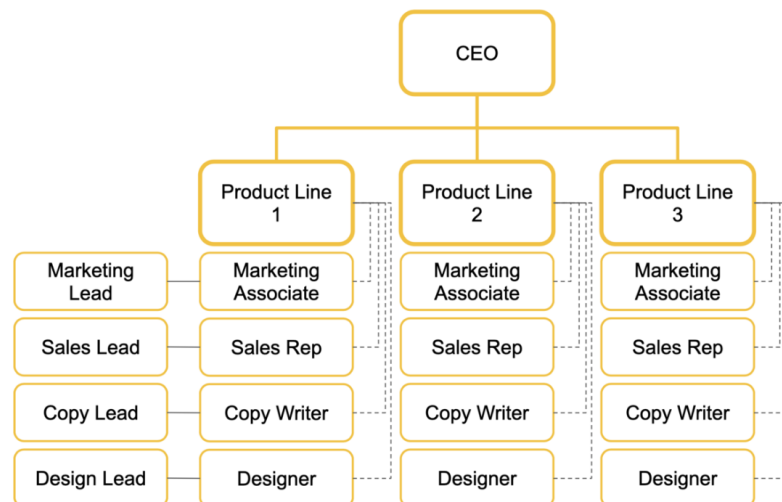 CEO
Product Line
1
Product Line
2
Product Line
3
Marketing
Lead
Marketing
Associate
Marketing
Associate
Marketing
Associate
Sales Lead
Sales Rep
Sales Rep
Sales Rep
Copy Lead
Copy Writer
Copy Writer
Copy Writer
Design Lead
Designer
Designer
Designer